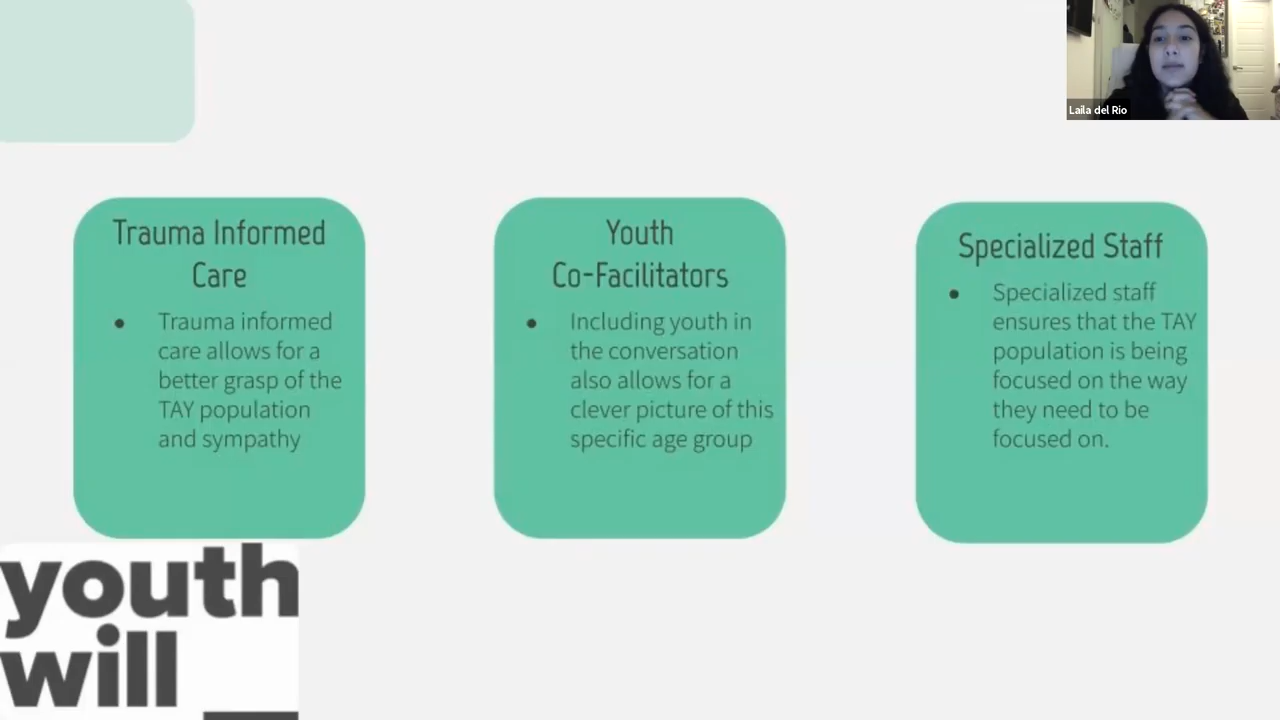 Laila del Rio
Trauma Informed
Care
Trauma informed
care allows for a
better grasp of the
TAY population
and sympathy
Youth
Co-Facilitators
Including youth in
the conversation
also allows for a
clever picture of this
specific age group
Specialized Staff
Specialized staff
ensures that the TAY
population is being
focused on the way
they need to be
focused on.
youth
will